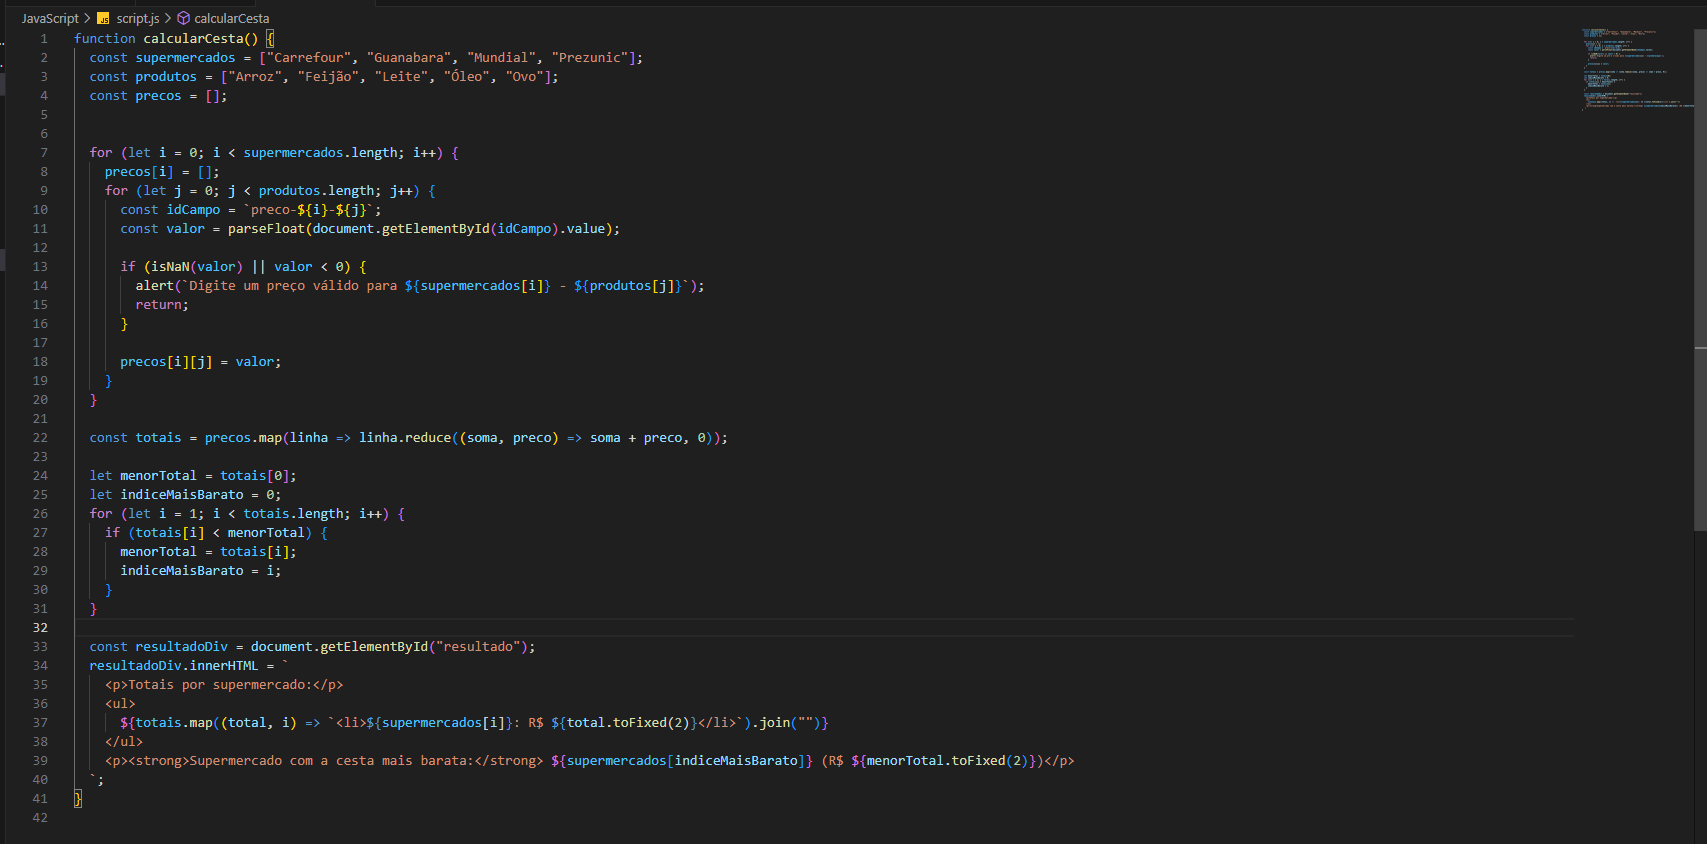 JavaScript > JS script.js > calcularCesta
1 function calcularCesta() {
2   const supermercados = ["Carrefour", "Guanabara", "Mundial", "Prezunic"];
3   const produtos = ["Arroz", "Feijão", "Leite", "Óleo", "Ovo"];
4   const precos = [];
5
6
7   for (let i = 0; i < supermercados.length; i++) {
8     precos[i] = [];
9     for (let j = 0; j < produtos.length; j++) {
10       const idCampo = `preco-${i}-${j}`;
11       const valor = parseFloat(document.getElementById(idCampo).value);
12
13       if (isNaN(valor) || valor < 0) {
14         alert(`Digite um preço válido para ${supermercados[i]} - ${produtos[j]}`);
15         return;
16       }
17
18       precos[i][j] = valor;
19     }
20   }
21
22   const totais = precos.map(linha => linha.reduce((soma, preco) => soma + preco, 0));
23
24   let menorTotal = totais[0];
25   let indiceMaisBarato = 0;
26   for (let i = 1; i < totais.length; i++) {
27     if (totais[i] < menorTotal) {
28       menorTotal = totais[i];
29       indiceMaisBarato = i;
30     }
31   }
32
33   const resultadoDiv = document.getElementById("resultado");
34   resultadoDiv.innerHTML = `
35     <p>Totais por supermercado:</p>
36     <ul>
37       ${totais.map((total, i) => `<li>${supermercados[i]}: R$ ${total.toFixed(2)}</li>`).join("")}
38     </ul>
39     <p><strong>Supermercado com a cesta mais barata:</strong> ${supermercados[indiceMaisBarato]} (R$ ${menorTotal.toFixed(2)})</p>
40   `;
41 }
42